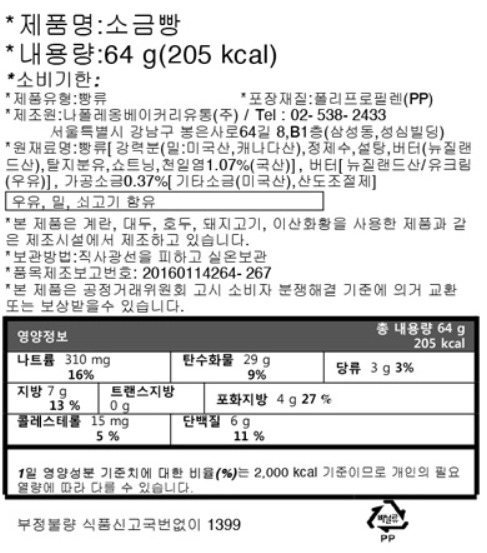 *제품명:소금빵
*내용량:64 g(205 kcal)
*소비기한:
*제품유형:빵류 *포장재질:폴리프로필렌(PP)
*제조원:나폴레옹베이커리유통(주) / Tel : 02- 538- 2433
서울특별시 강남구 봉은사로64길 8,B1층(삼성동,성심빌딩)
*원재료명:빵류[ 강력분(밀:미국산,캐나다산),정제수,설탕,버터(뉴질랜
드산),탈지분유,쇼트닝,천일염1.07%(국산)] , 버터[ 뉴질랜드산/유크림
(우유)] , 가공소금0.37%[ 기타소금(미국산),산도조절제]
우유, 밀, 쇠고기 함유
*본 제품은 계란, 대두, 호두, 돼지고기, 이산화황을 사용한 제품과 같
은 제조시설에서 제조하고 있습니다.
*보관방법:직사광선을 피하고 실온보관
*품목제조보고번호: 20160114264- 267
*본 제품은 공정거래위원회 고시 소비자 분쟁해결 기준에 의거 교환
또는 보상받을수 있습니다.
영양정보 총 내용량 64 g
205 kcal
나트륨 310 mg 탄수화물 29 g 당류 3 g 3%
16% 9%
지방 7 g 트랜스지방 포화지방 4 g 27 %
13 % 0 g
콜레스테롤 15 mg 단백질 6 g
5 % 11 %
1일 영양성분 기준치에 대한 비율(%)는 2,000 kcal 기준이므로 개인의 필요
열량에 따라 다를 수 있습니다.
부정불량 식품신고국번없이 1399
비닐류
PP